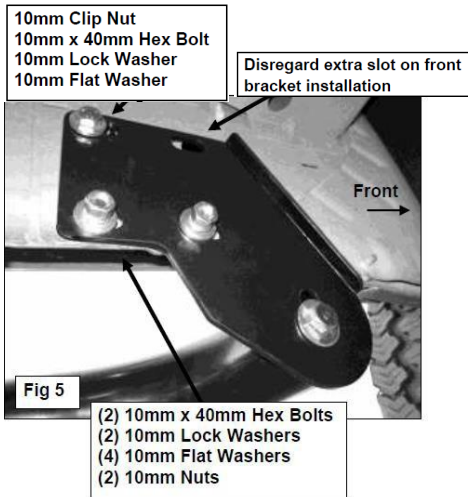 10mm Clip Nut
10mm x 40mm Hex Bolt
10mm Lock Washer
10mm Flat Washer
Disregard extra slot on front
bracket installation
Front
Fig 5
(2) 10mm x 40mm Hex Bolts
(2) 10mm Lock Washers
(4) 10mm Flat Washers
(2) 10mm Nuts